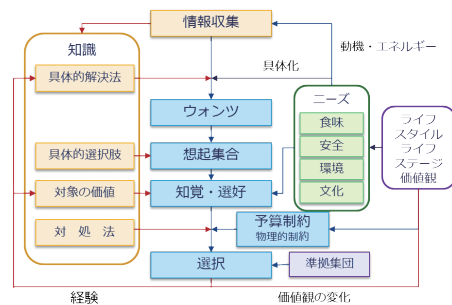 情報収集
知識
動機・エネルギー
具体的解決法
具体化
ウォンツ
ニーズ
食味
安全
環境
文化
ライフ
スタイル
ライフ
ステージ
価値観
具体的選択肢
想起集合
対象の価値
知覚・選好
対 処 法
予算制約
物理的制約
選択
準拠集団
経験
価値観の変化